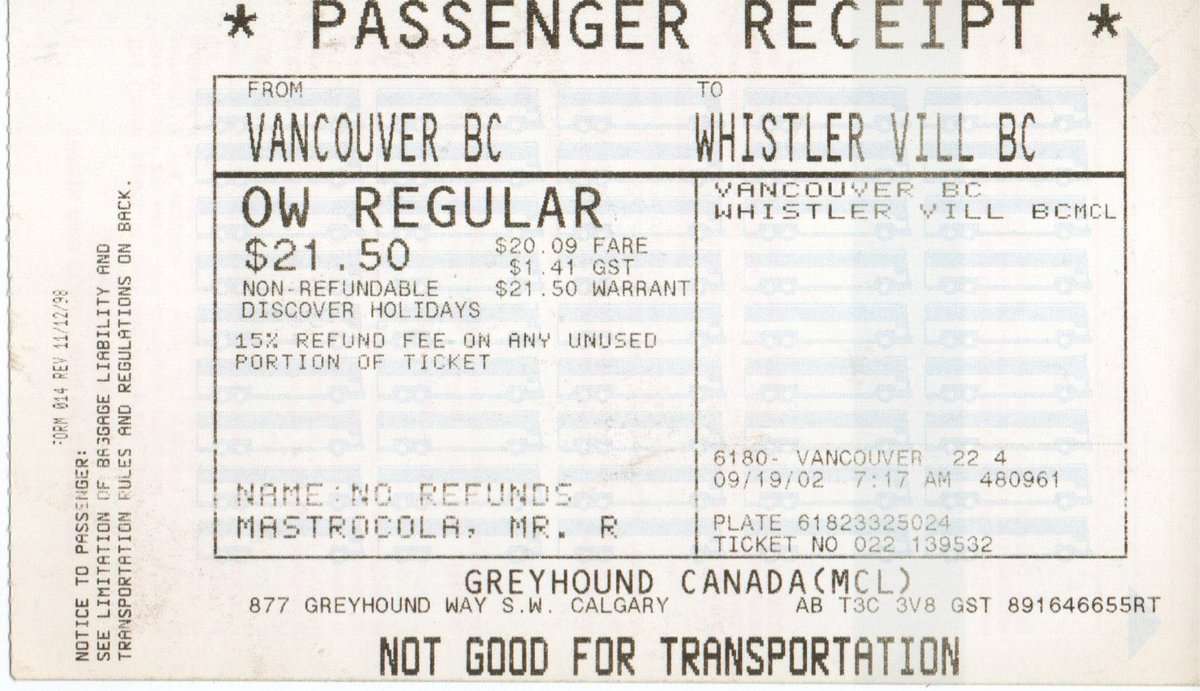 * PASSENGER RECEIPT *
FROM
TO
VANCOUVER BC
WHISTLER VILL BC
OW REGULAR
$21.50
$20.09 FARE
$1.41 GST
NON-REFUNDABLE
$21.50 WARRANT
DISCOVER HOLIDAYS
15% REFUND FEE ON ANY UNUSED
PORTION OF TICKET
NAME NO REFUNDS
MASTROCOLA, MR. R
VANCOUVER BC
WHISTLER VILL BCMCL
6180- VANCOUVER 22 4
09/19/02 7:17 AM 480961
PLATE 61823325024
TICKET NO 022 139532
GREYHOUND CANADA(MCL)
877 GREYHOUND WAY S.W. CALGARY AB T3C 3V8 GST 891646655RT
NOT GOOD FOR TRANSPORTATION
FORM 014 REV 11/12/98
NOTICE TO PASSENGER:
SEE LIMITATION OF BAGGAGE LIABILITY AND
TRANSPORTATION RULES AND REGULATIONS ON BACK.